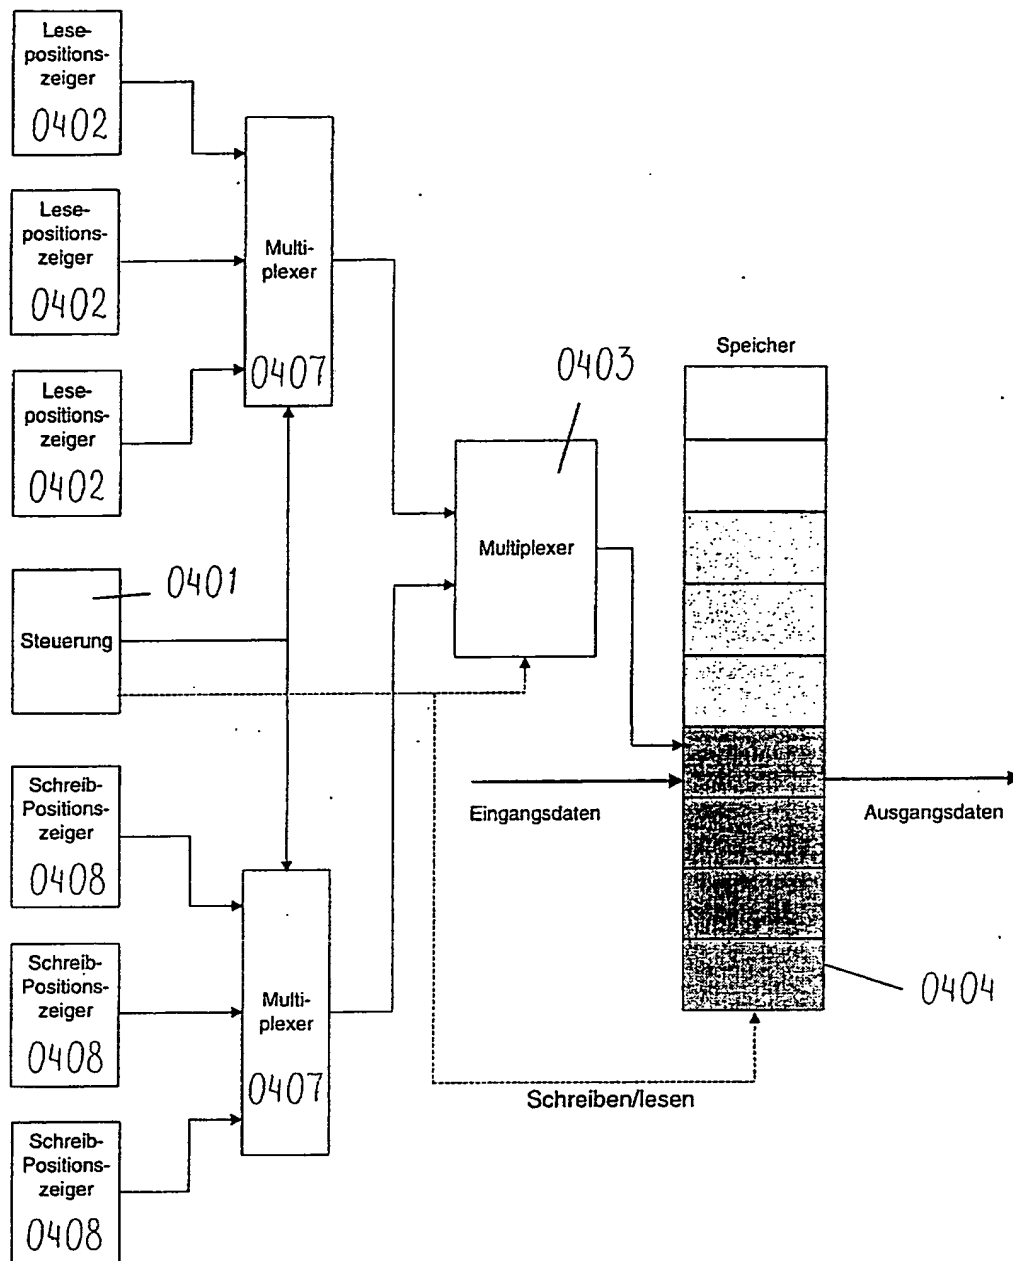 Lese-
positions-
zeiger
0402
Lese-
positions-
zeiger
0402
Lese-
positions-
zeiger
0402
Multi-
plexer
0407
Steuerung
0401
0403
Multiplexer
Speicher
Eingangsdaten
Ausgangsdaten
0404
Schreiben/lesen
Schreib-
Positions-
zeiger
0408
Schreib-
Positions-
zeiger
0408
Schreib-
Positions-
zeiger
0408
Multi-
plexer
0407